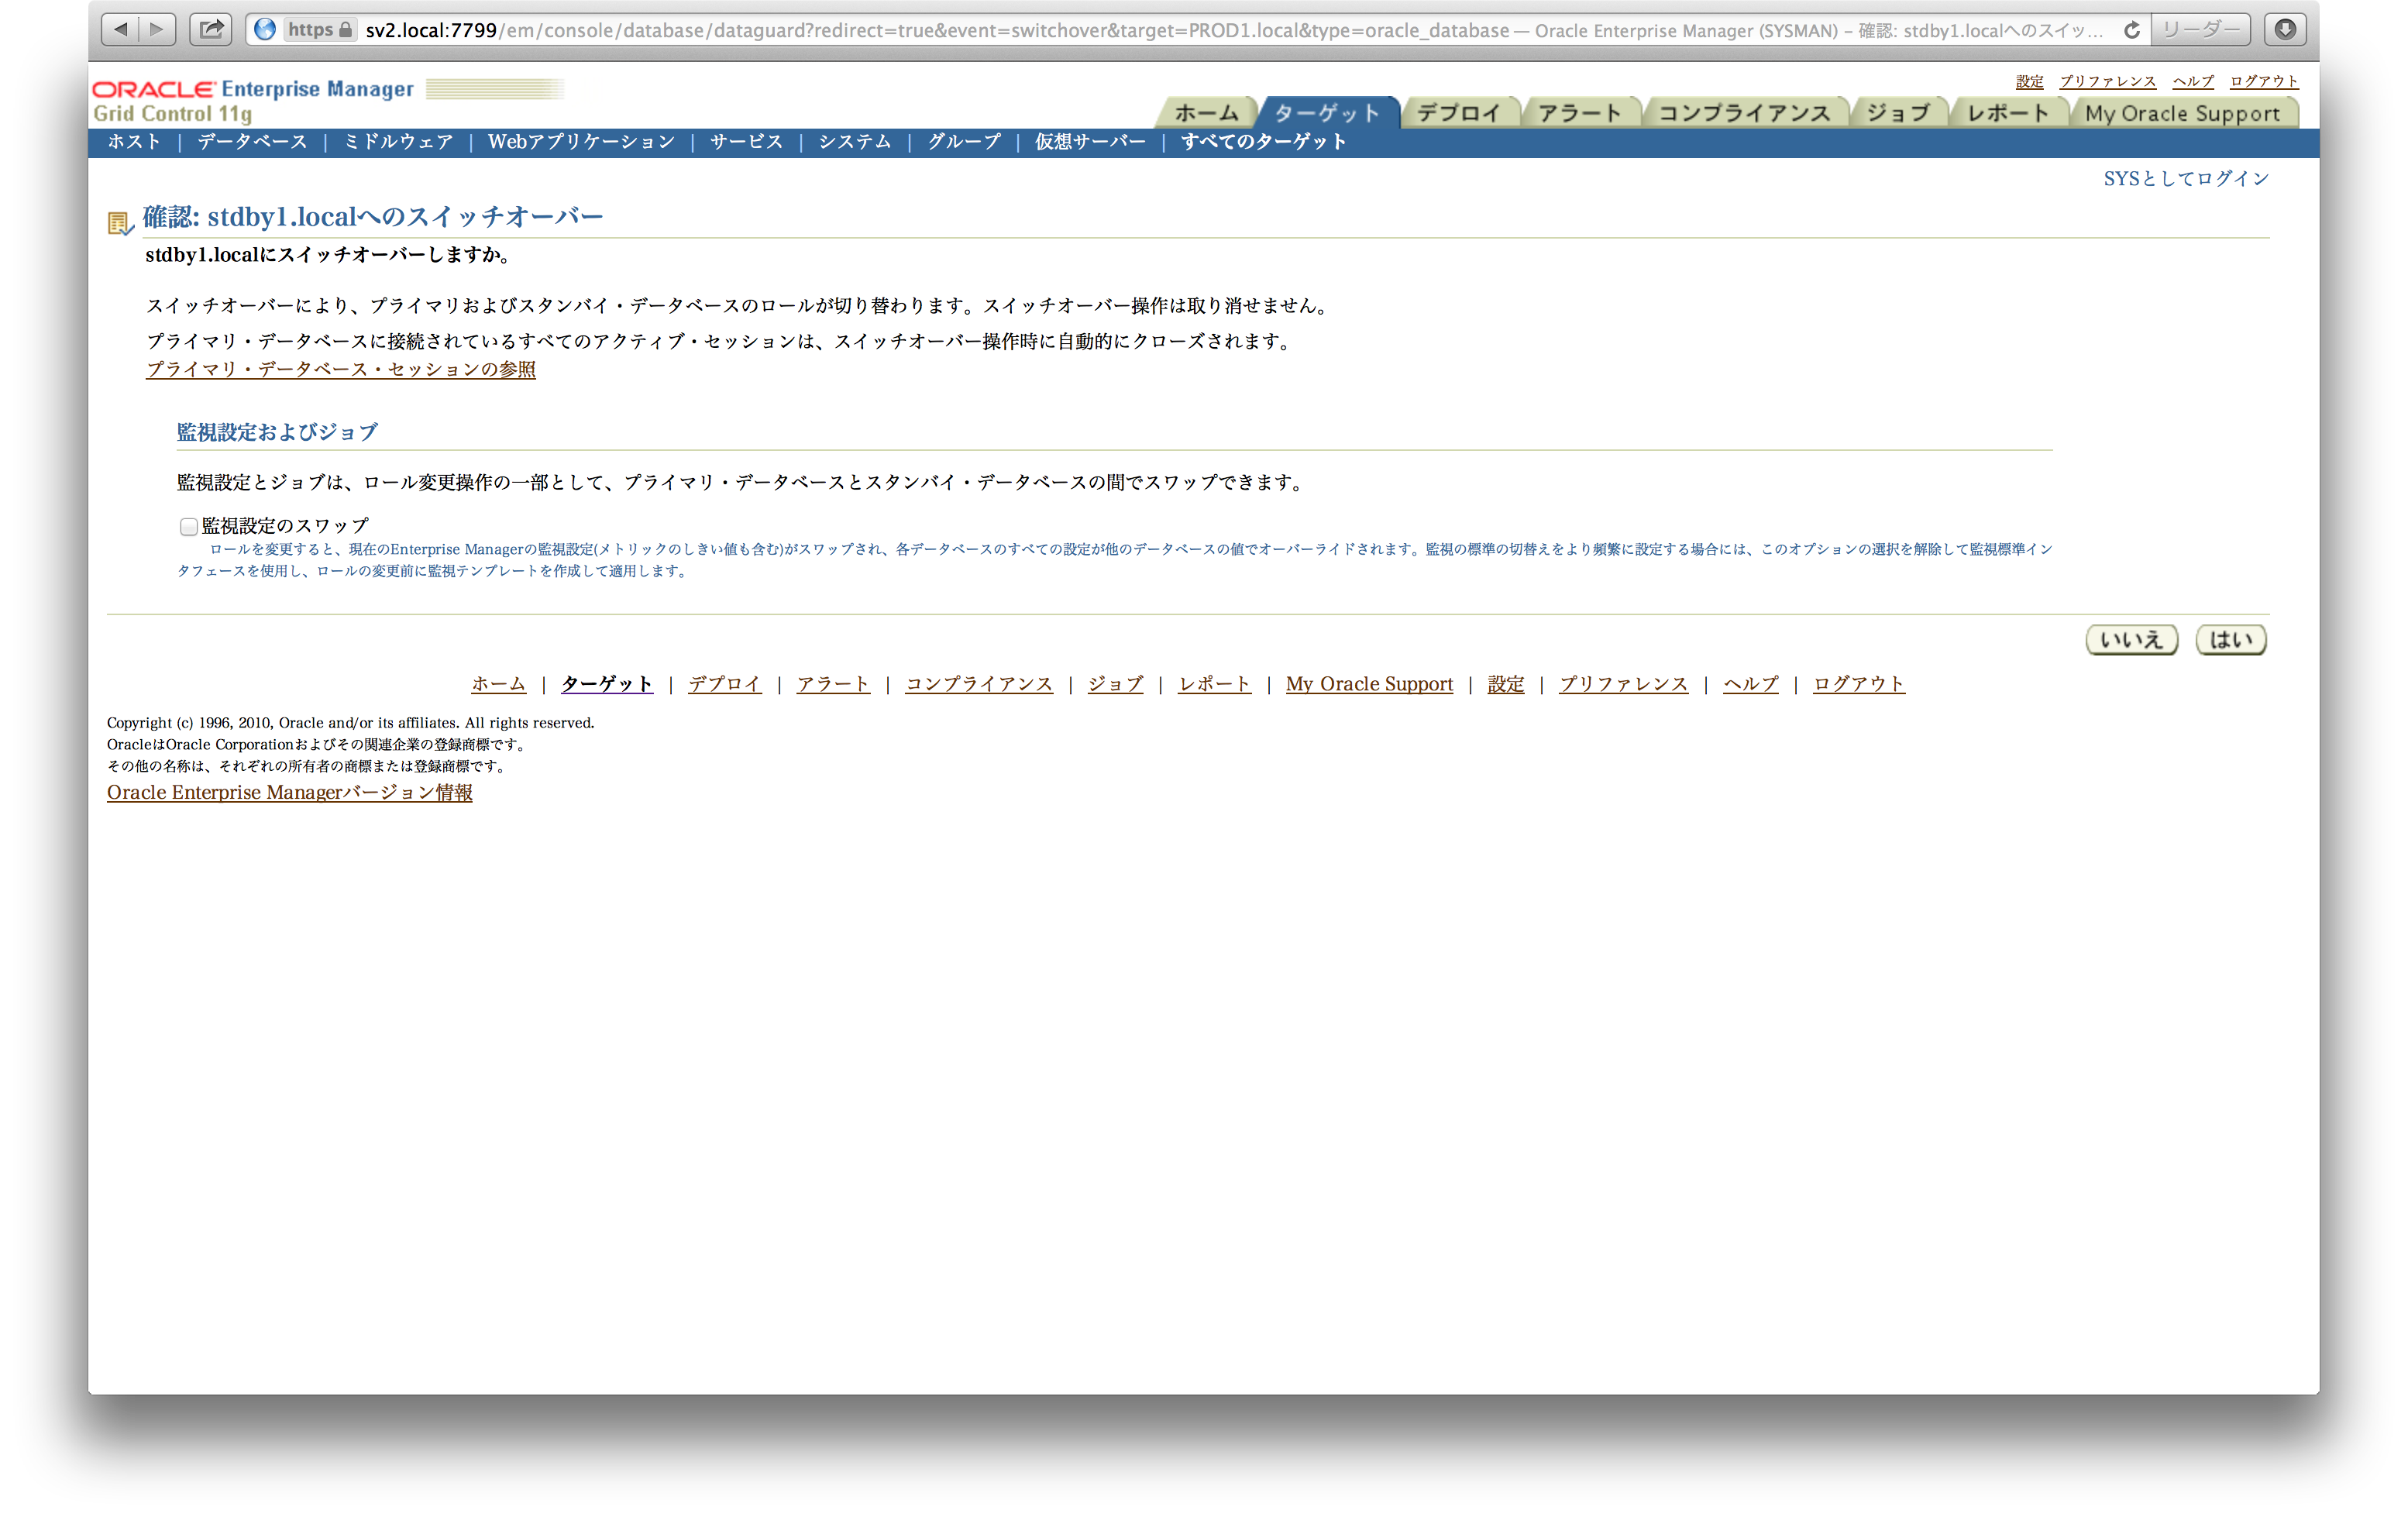 https sv2.local:7799/em/console/database/dataguard?redirect=true&event=switchover&target=PROD1.local&type=oracle_database — Oracle Enterprise Manager (SYSMAN) – 確認: stdby1.localへのスイッ... リーダー
設定 プリファレンス ヘルプ ログアウト
ORACLE Enterprise Manager
Grid Control 11g
ホーム ターゲット デプロイ アラート コンプライアンス ジョブ レポート My Oracle Support
ホスト | データベース | ミドルウェア | Webアプリケーション | サービス | システム | グループ | 仮想サーバー | すべてのターゲット
SYSとしてログイン
確認: stdby1.localへのスイッチオーバー
stdby1.localにスイッチオーバーしますか。
スイッチオーバーにより、プライマリおよびスタンバイ・データベースのロールが切り替わります。スイッチオーバー操作は取り消せません。
プライマリ・データベースに接続されているすべてのアクティブ・セッションは、スイッチオーバー操作時に自動的にクローズされます。
プライマリ・データベース・セッションの参照
監視設定およびジョブ
監視設定とジョブは、ロール変更操作の一部として、プライマリ・データベースとスタンバイ・データベースの間でスワップできます。
監視設定のスワップ
ロールを変更すると、現在のEnterprise Managerの監視設定(メトリックのしきい値も含む)がスワップされ、各データベースのすべての設定が他のデータベースの値でオーバーライドされます。監視の標準の切替えをより頻繁に設定する場合には、このオプションの選択を解除して監視標準イン
タフェースを使用し、ロールの変更前に監視テンプレートを作成して適用します。
いいえ はい
ホーム | ターゲット | デプロイ | アラート | コンプライアンス | ジョブ | レポート | My Oracle Support | 設定 | プリファレンス | ヘルプ | ログアウト
Copyright (c) 1996, 2010, Oracle and/or its affiliates. All rights reserved.
OracleはOracle Corporationおよびその関連企業の登録商標です。
その他の名称は、それぞれの所有者の商標または登録商標です。
Oracle Enterprise Managerバージョン情報